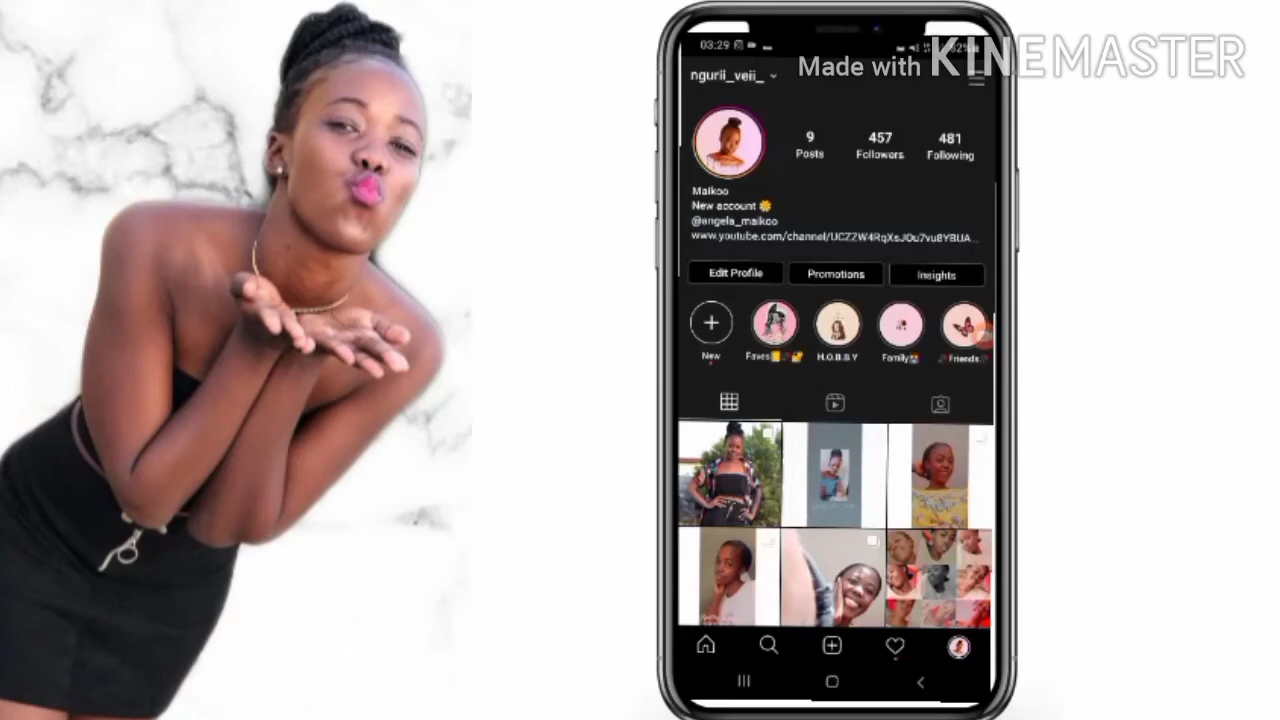 03:29
Made with KINEMASTER
ngurii_veii_
9
457
481
Posts
Followers
Following
Maikoo
New account 🌼
@angela_maikoo
Edit Profile
Promotions
Insights
New
Faves
H.O.B.B.Y
Family
Friends